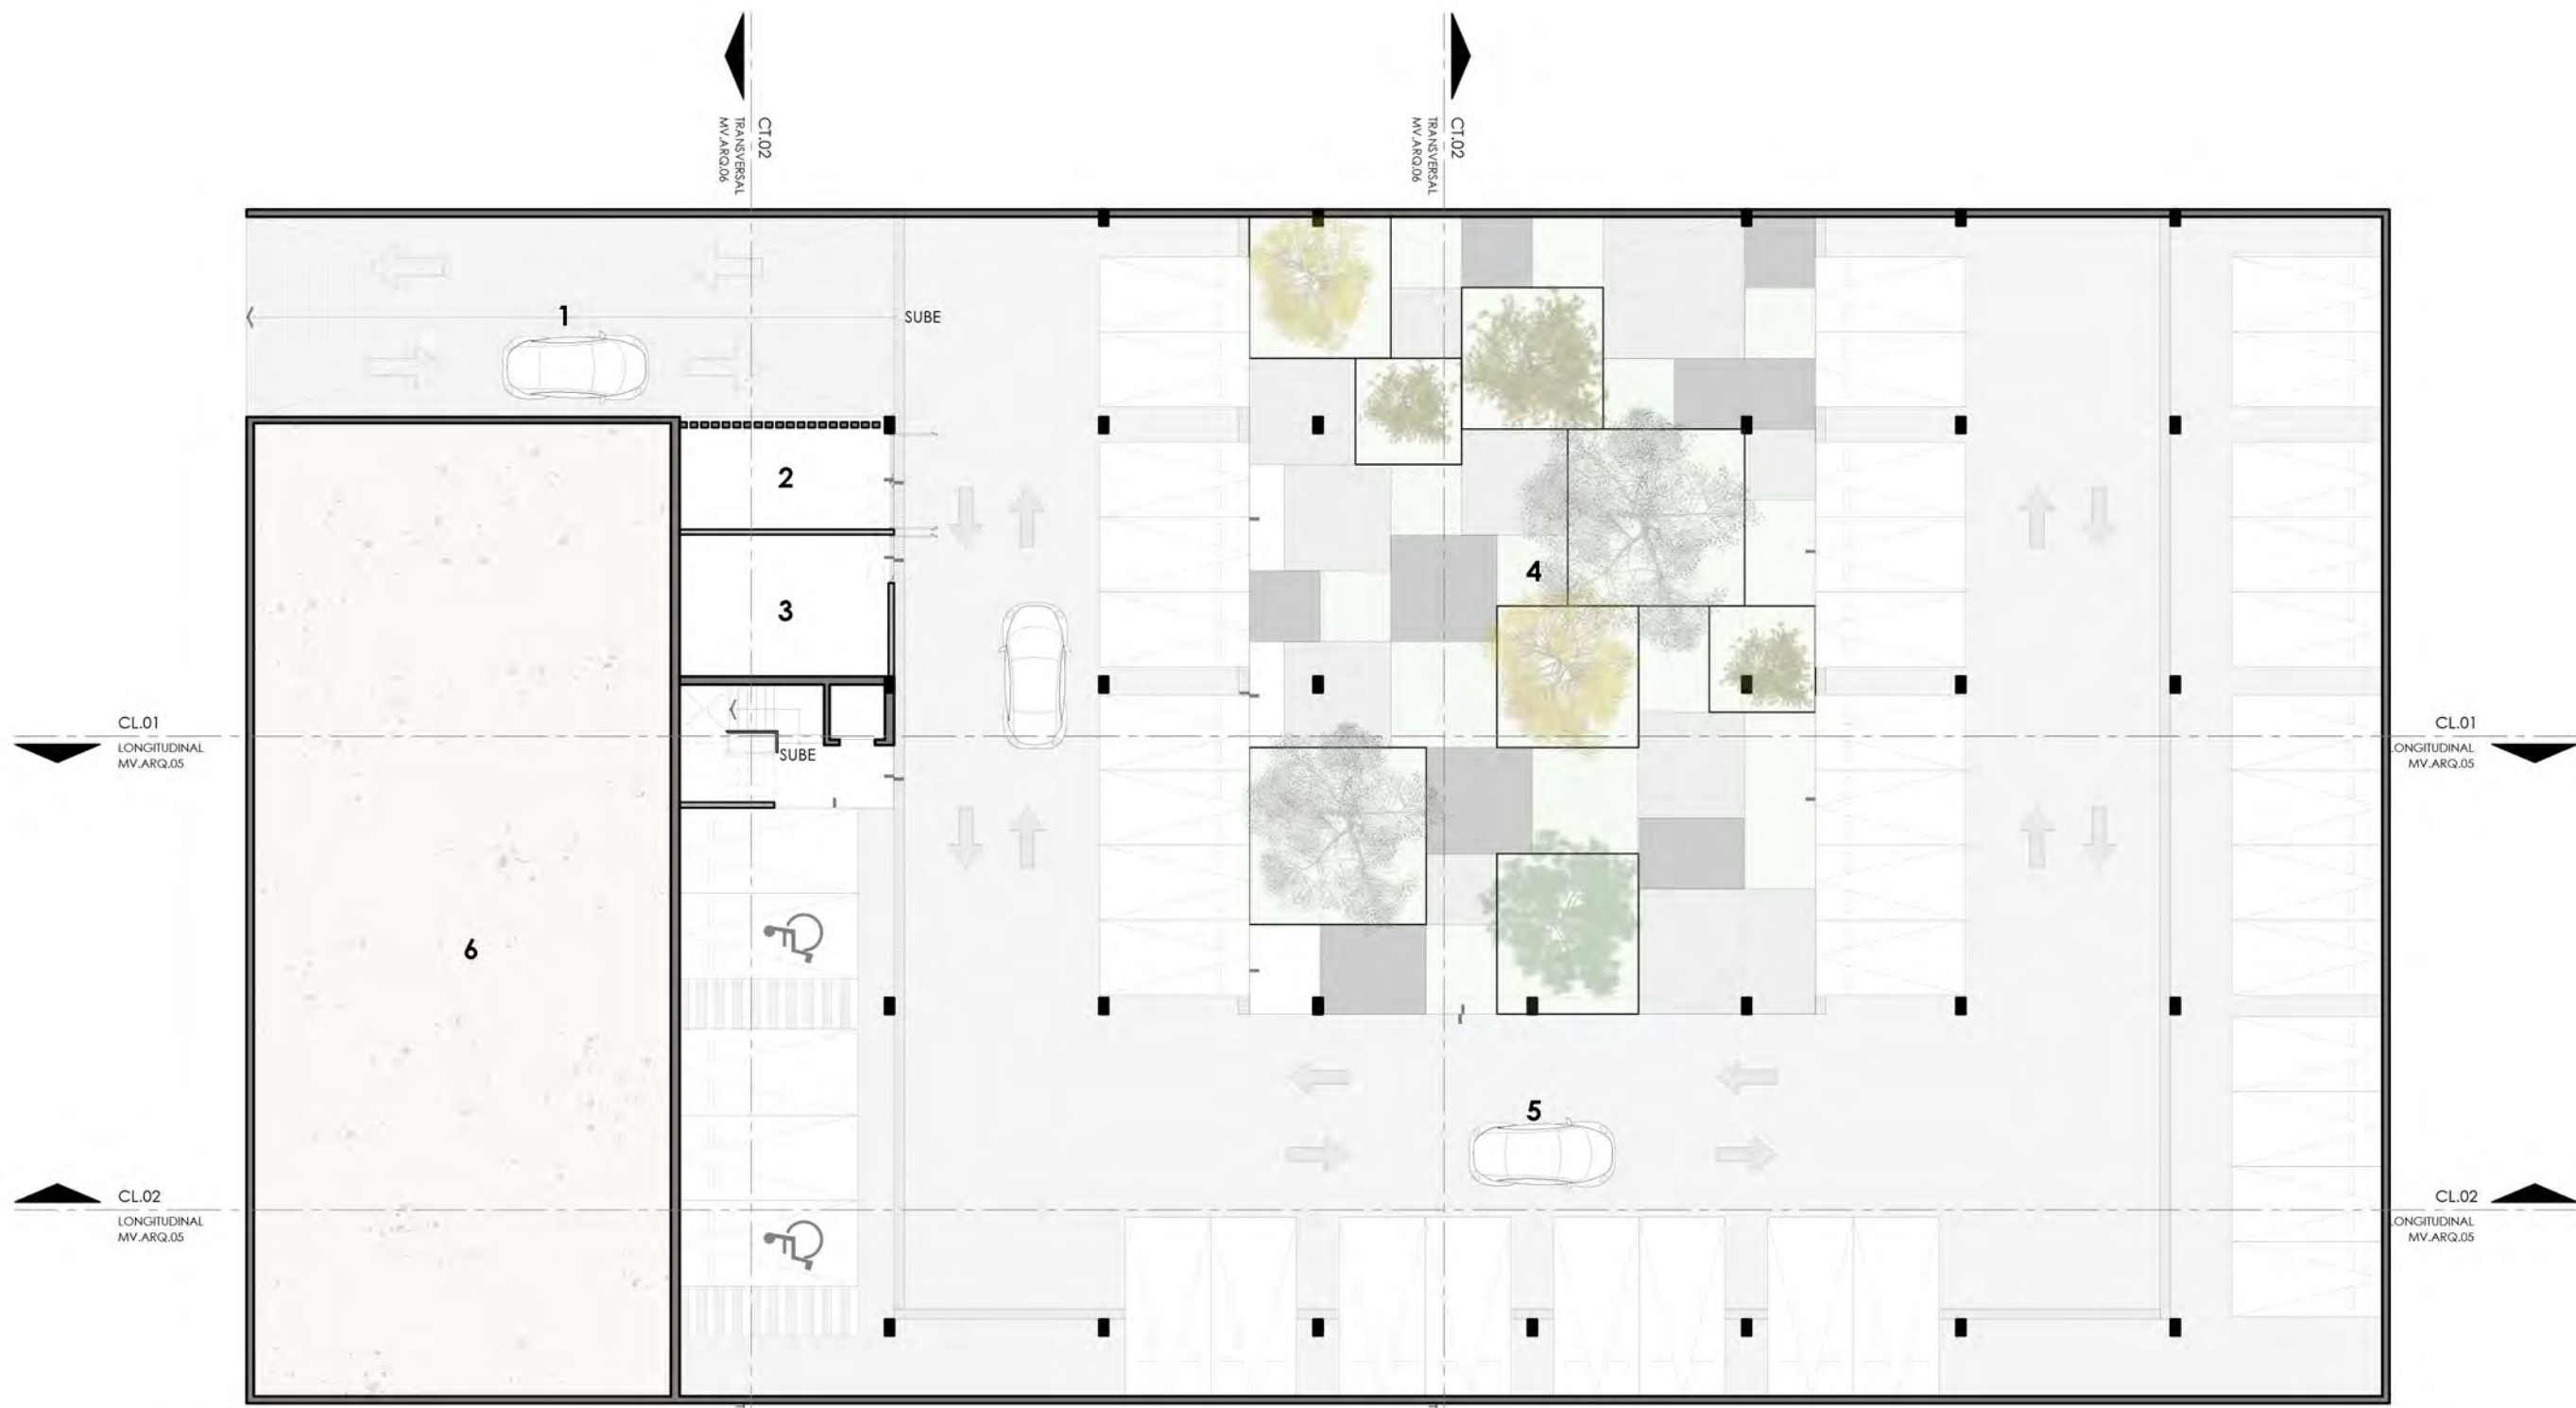 CT.02
TRANSVERSAL
MV.ARQ.06
CT.02
TRANSVERSAL
MV.ARQ.06
1
SUBE
2
3
4
CL.01
LONGITUDINAL
MV.ARQ.05
SUBE
CL.01
LONGITUDINAL
MV.ARQ.05
6
5
CL.02
LONGITUDINAL
MV.ARQ.05
CL.02
LONGITUDINAL
MV.ARQ.05